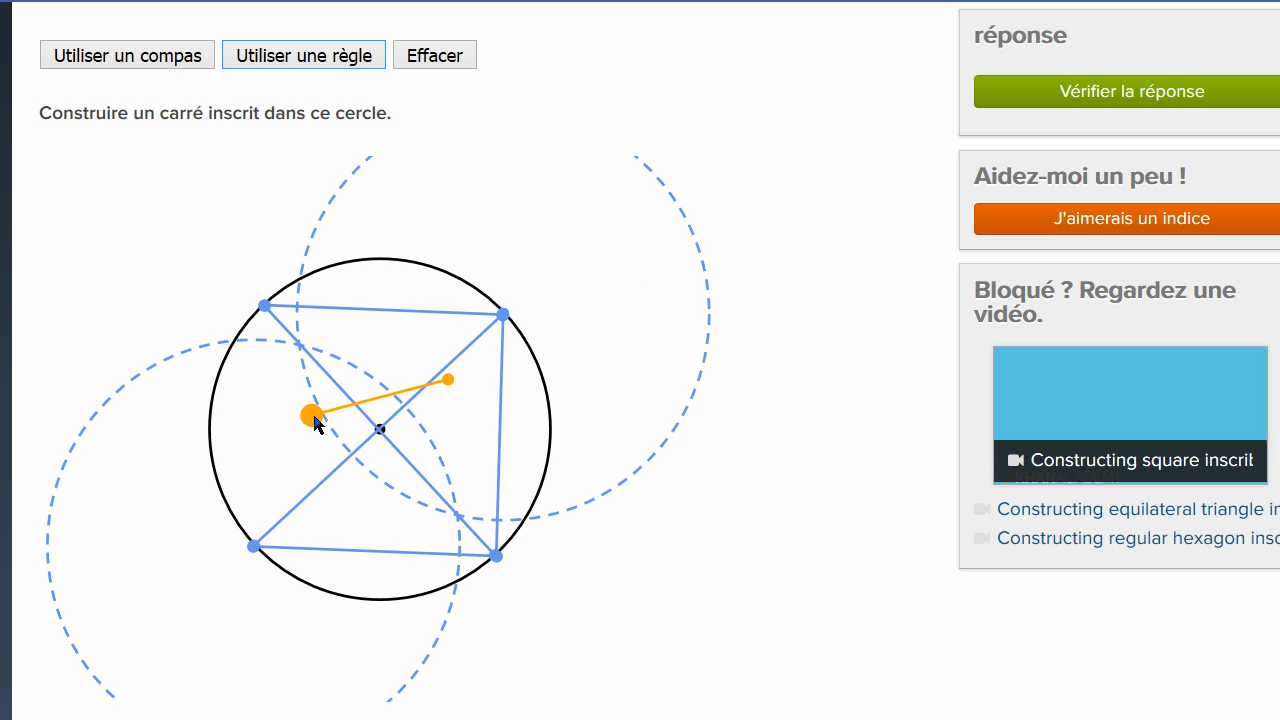 Utiliser un compas Utiliser une règle Effacer
Construire un carré inscrit dans ce cercle.
réponse
Vérifier la réponse
Aidez-moi un peu !
J'aimerais un indice
Bloqué ? Regardez une
vidéo.
Constructing square inscrib
Constructing equilateral triangle in
Constructing regular hexagon insc